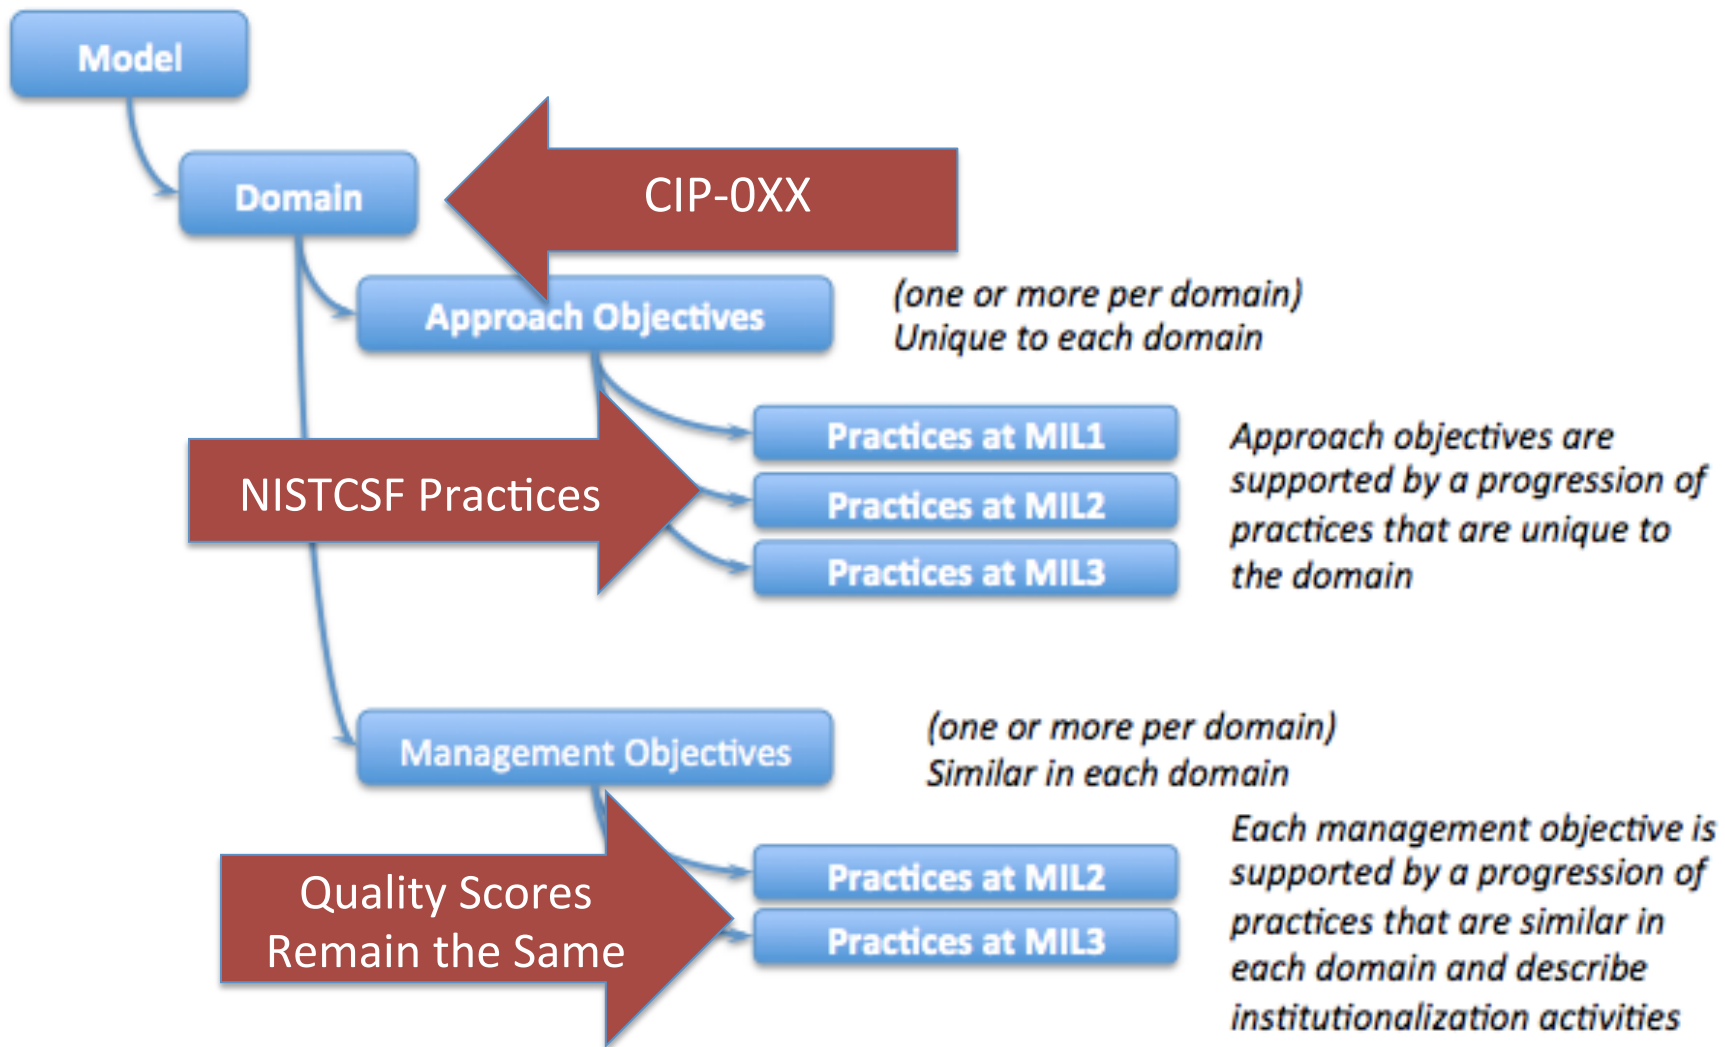 Model
Domain
CIP-0XX
Approach Objectives
(one or more per domain)
Unique to each domain
Practices at MIL1
Practices at MIL2
Practices at MIL3
NISTCSF Practices
Approach objectives are
supported by a progression of
practices that are unique to
the domain
Management Objectives
(one or more per domain)
Similar in each domain
Practices at MIL2
Practices at MIL3
Quality Scores
Remain the Same
Each management objective is
supported by a progression of
practices that are similar in
each domain and describe
institutionalization activities